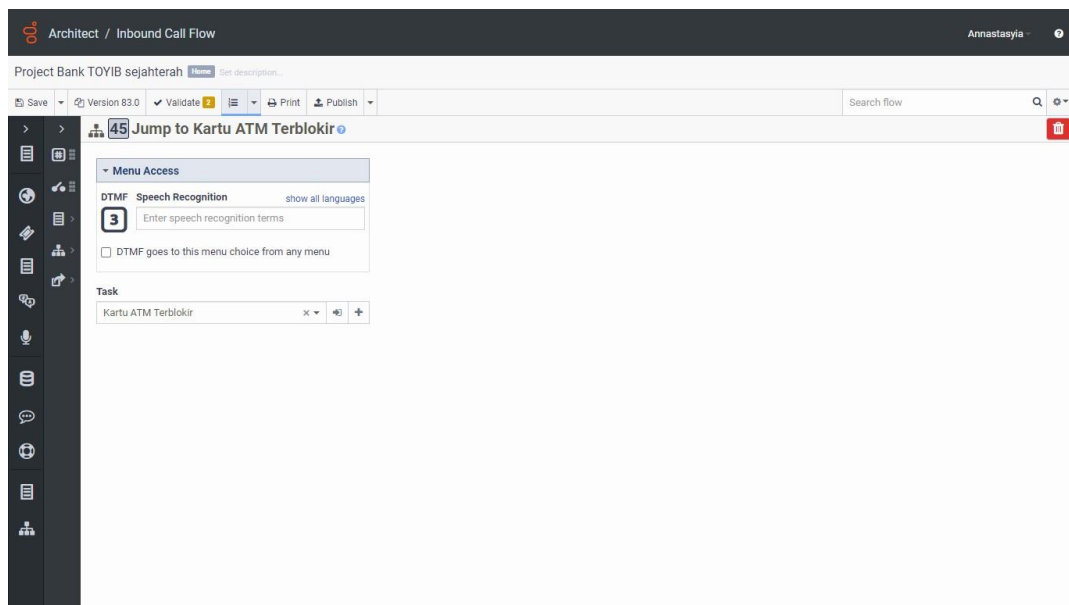 Architect / Inbound Call Flow Annastasyia
Project Bank TOYIB sejahterah Home Set description...
Save Version 83.0 Validate 2 Print Publish Search flow
45 Jump to Kartu ATM Terblokir
Menu Access
DTMF Speech Recognition show all languages
3 Enter speech recognition terms
DTMF goes to this menu choice from any menu
Task
Kartu ATM Terblokir